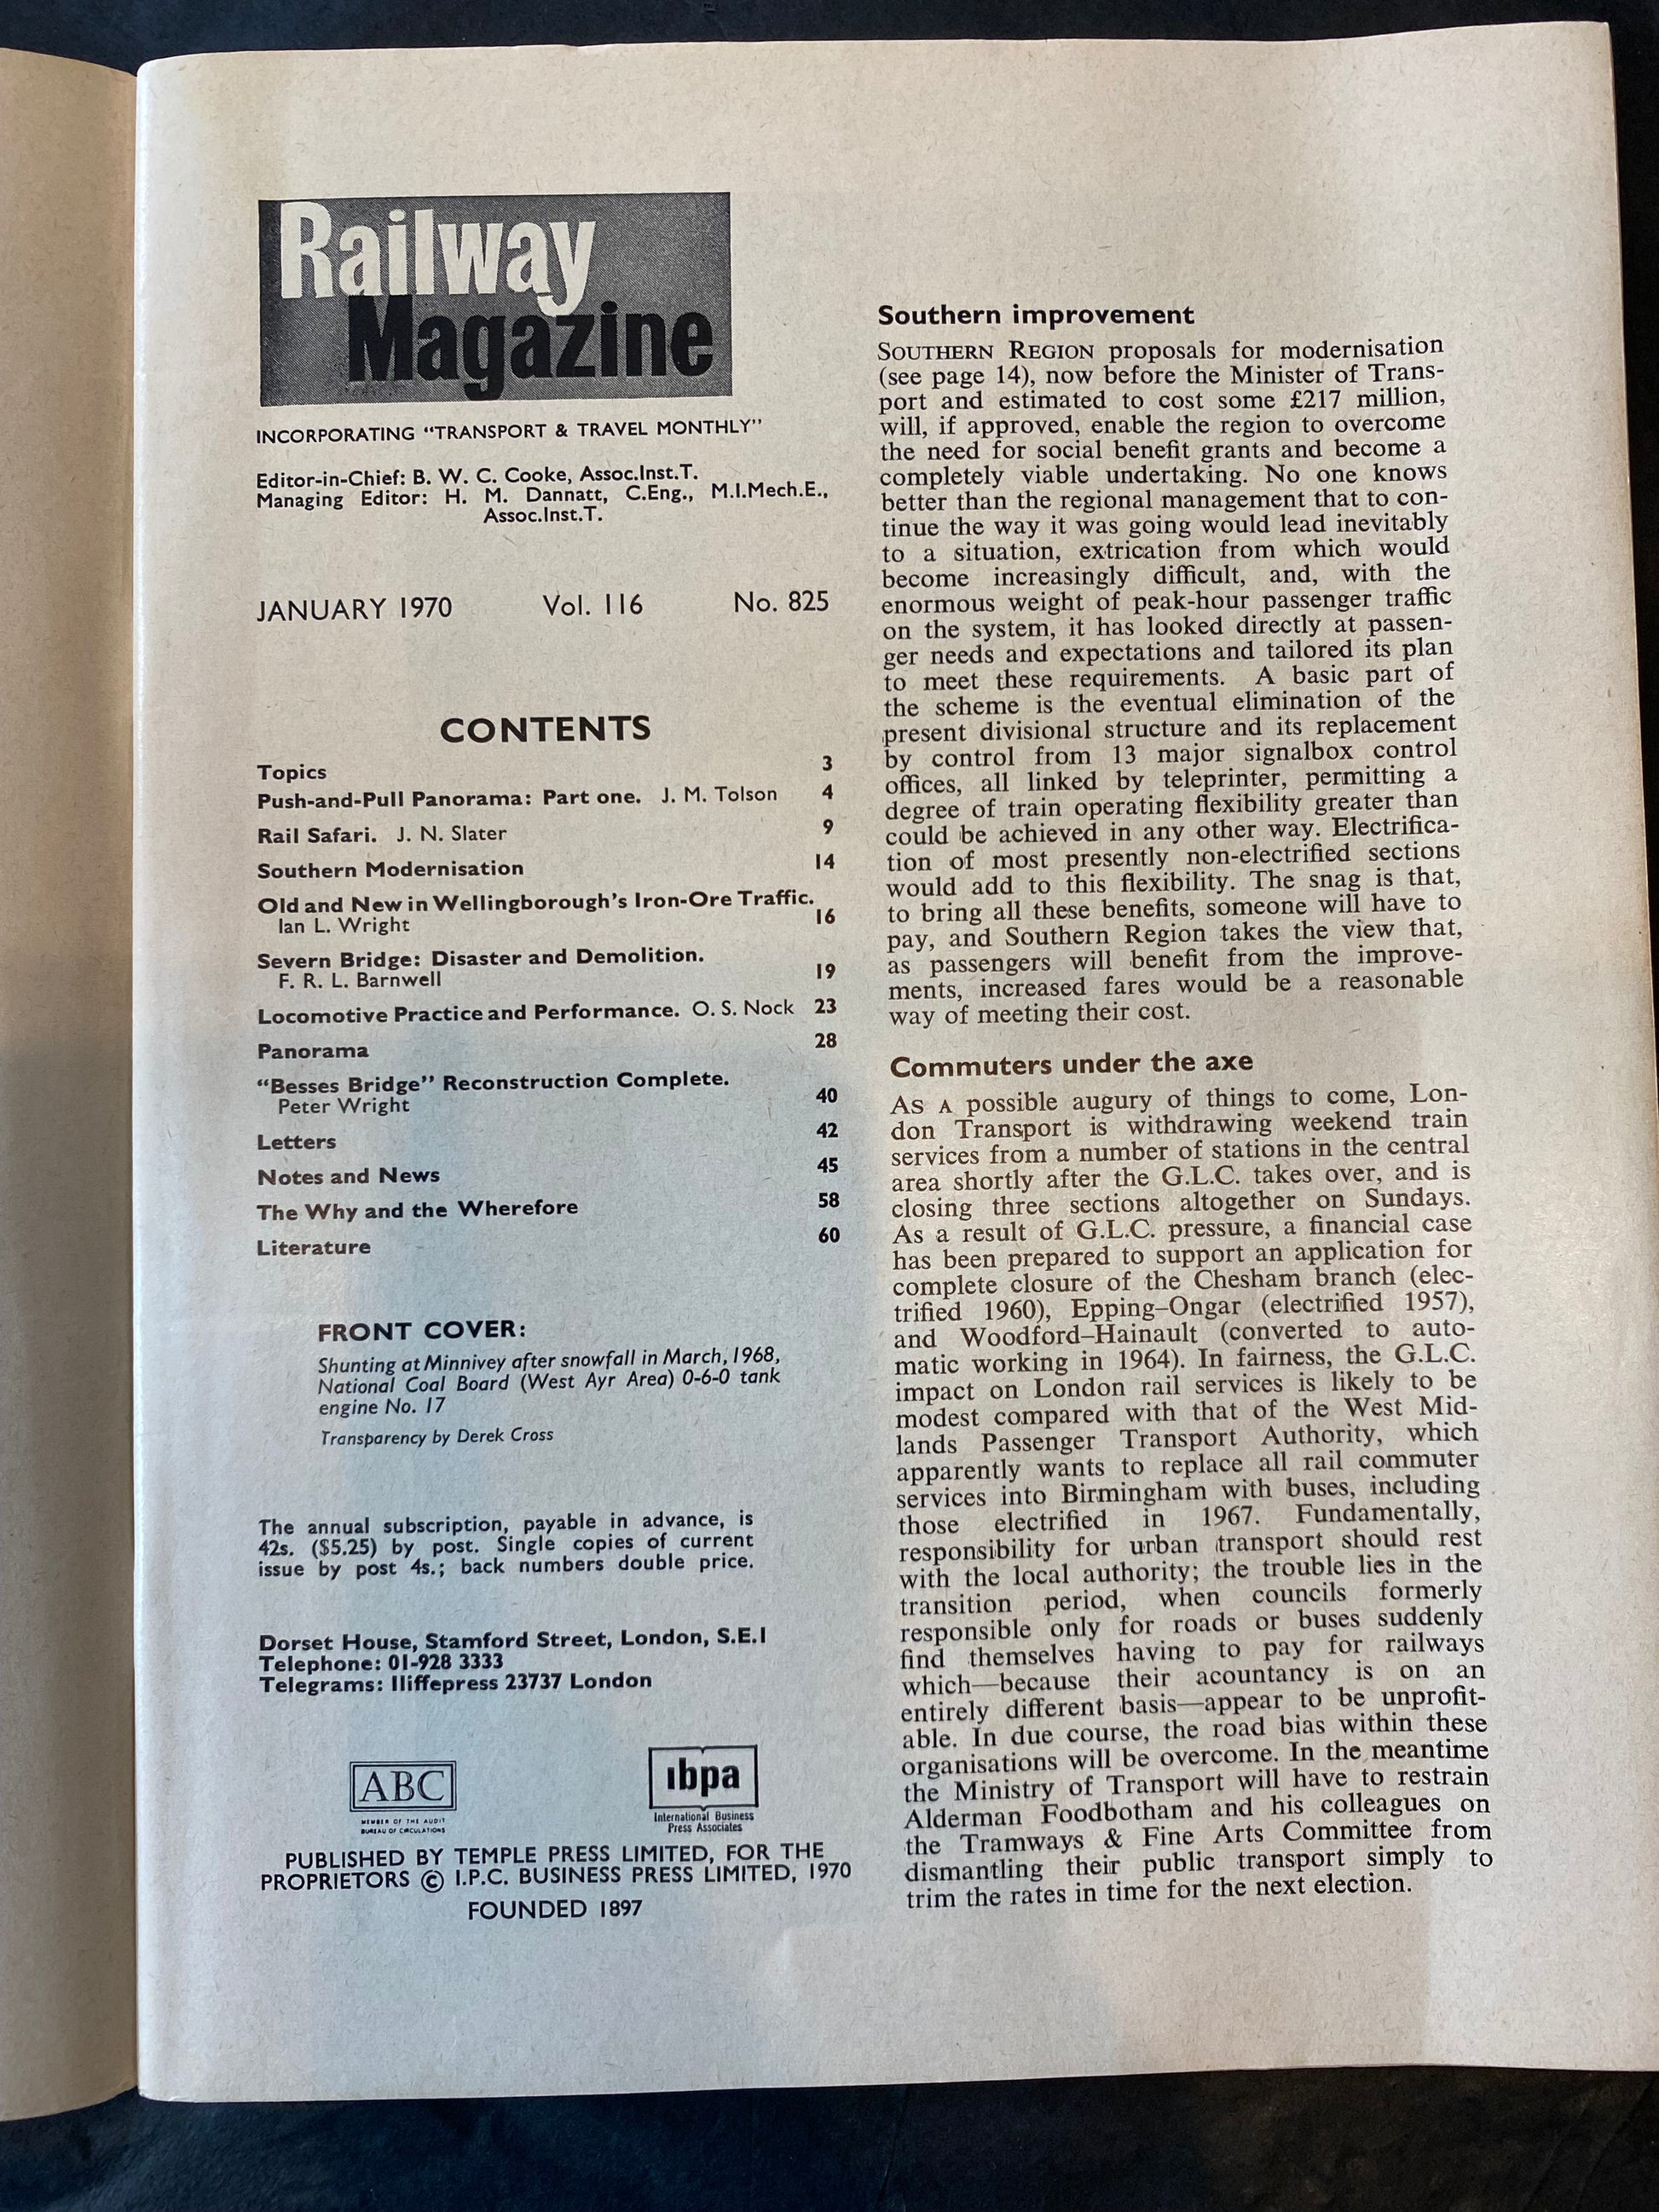 Railway
Magazine
INCORPORATING “TRANSPORT & TRAVEL MONTHLY”
Editor-in-Chief: B. W. C. Cooke, Assoc.Inst.T.
Managing Editor: H. M. Dannatt, C.Eng., M.I.Mech.E.,
Assoc.Inst.T.
JANUARY 1970 Vol. 116 No. 825
CONTENTS
Topics 3
Push-and-Pull Panorama: Part one. J. M. Tolson 4
Rail Safari. J. N. Slater 9
Southern Modernisation 14
Old and New in Wellingborough’s Iron-Ore Traffic.
Ian L. Wright 16
Severn Bridge: Disaster and Demolition.
F. R. L. Barnwell 19
Locomotive Practice and Performance. O. S. Nock 23
Panorama 28
“Besses Bridge” Reconstruction Complete.
Peter Wright 40
Letters 42
Notes and News 45
The Why and the Wherefore 58
Literature 60
FRONT COVER:
Shunting at Minnivey after snowfall in March, 1968,
National Coal Board (West Ayr Area) 0-6-0 tank
engine No. 17
Transparency by Derek Cross
The annual subscription, payable in advance, is
42s. ($5.25) by post. Single copies of current
issue by post 4s.; back numbers double price.
Dorset House, Stamford Street, London, S.E.1
Telephone: 01-928 3333
Telegrams: Iliffepress 23737 London
ABC
MEMBER OF THE AUDIT
BUREAU OF CIRCULATIONS
ibpa
International Business
Press Associates
PUBLISHED BY TEMPLE PRESS LIMITED, FOR THE
PROPRIETORS © I.P.C. BUSINESS PRESS LIMITED, 1970
FOUNDED 1897
Southern improvement
SOUTHERN REGION proposals for modernisation
(see page 14), now before the Minister of Trans-
port and estimated to cost some £217 million,
will, if approved, enable the region to overcome
the need for social benefit grants and become a
completely viable undertaking. No one knows
better than the regional management that to con-
tinue the way it was going would lead inevitably
to a situation, extrication from which would
become increasingly difficult, and, with the
enormous weight of peak-hour passenger traffic
on the system, it has looked directly at passen-
ger needs and expectations and tailored its plan
to meet these requirements. A basic part of
the scheme is the eventual elimination of the
present divisional structure and its replacement
by control from 13 major signalbox control
offices, all linked by teleprinter, permitting a
degree of train operating flexibility greater than
could be achieved in any other way. Electrifica-
tion of most presently non-electrified sections
would add to this flexibility. The snag is that,
to bring all these benefits, someone will have to
pay, and Southern Region takes the view that,
as passengers will benefit from the improve-
ments, increased fares would be a reasonable
way of meeting their cost.
Commuters under the axe
AS A possible augury of things to come, Lon-
don Transport is withdrawing weekend train
services from a number of stations in the central
area shortly after the G.L.C. takes over, and is
closing three sections altogether on Sundays.
As a result of G.L.C. pressure, a financial case
has been prepared to support an application for
complete closure of the Chesham branch (elec-
trified 1960), Epping–Ongar (electrified 1957),
and Woodford–Hainault (converted to auto-
matic working in 1964). In fairness, the G.L.C.
impact on London rail services is likely to be
modest compared with that of the West Mid-
lands Passenger Transport Authority, which
apparently wants to replace all rail commuter
services into Birmingham with buses, including
those electrified in 1967. Fundamentally,
responsibility for urban transport should rest
with the local authority; the trouble lies in the
transition period, when councils formerly
responsible only for roads or buses suddenly
find themselves having to pay for railways
which—because their acountancy is on an
entirely different basis—appear to be unprofit-
able. In due course, the road bias within these
organisations will be overcome. In the meantime
the Ministry of Transport will have to restrain
Alderman Foodbotham and his colleagues on
the Tramways & Fine Arts Committee from
dismantling their public transport simply to
trim the rates in time for the next election.